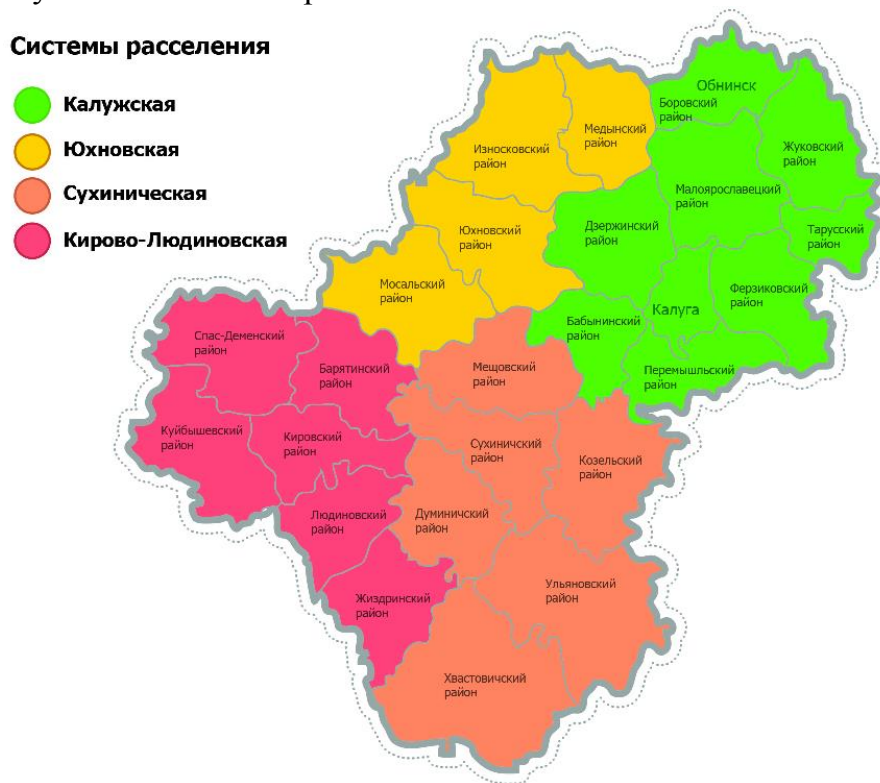 Системы расселения
Калужская
Юхновская
Сухиническая
Кирово-Людиновская
Обнинск
Боровский
район
Медынский
район
Износковский
район
Жуковский
район
Малоярославецкий
район
Юхновский
район
Дзержинский
район
Тарусский
район
Мосальский
район
Ферзиковский
район
Калуга
Бабынинский
район
Спас-Деменский
район
Барятинский
район
Мещовский
район
Перемышльский
район
Куйбышевский
район
Кировский
район
Сухиничский
район
Козельский
район
Людиновский
район
Думиничский
район
Ульяновский
район
Жиздринский
район
Хвастовичский
район